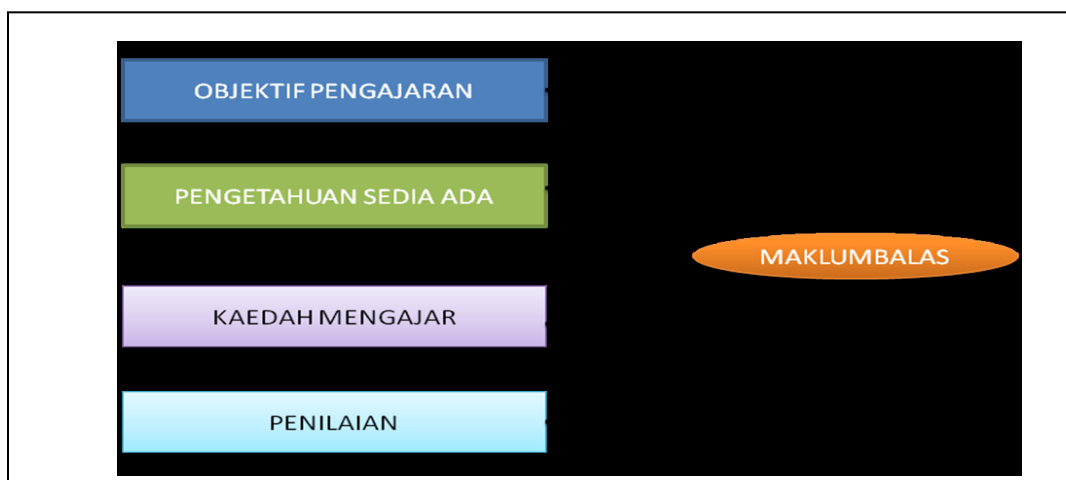 OBJEKTIF PENGAJARAN
PENGETAHUAN SEDIA ADA
MAKLUMBALAS
KAEDAH MENGAJAR
PENILAIAN